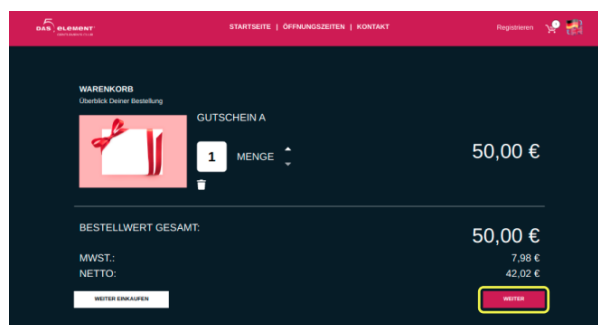 DAS 5. ELEMENT
STARTSEITE | ÖFFNUNGSZEITEN | KONTAKT
Registrieren
WARENKORB
Überblick Deiner Bestellung
GUTSCHEIN A
1 MENGE
50,00 €
BESTELLWERT GESAMT:
50,00 €
MWST.:
7,98 €
NETTO:
42,02 €
WEITER EINKAUFEN
WEITER